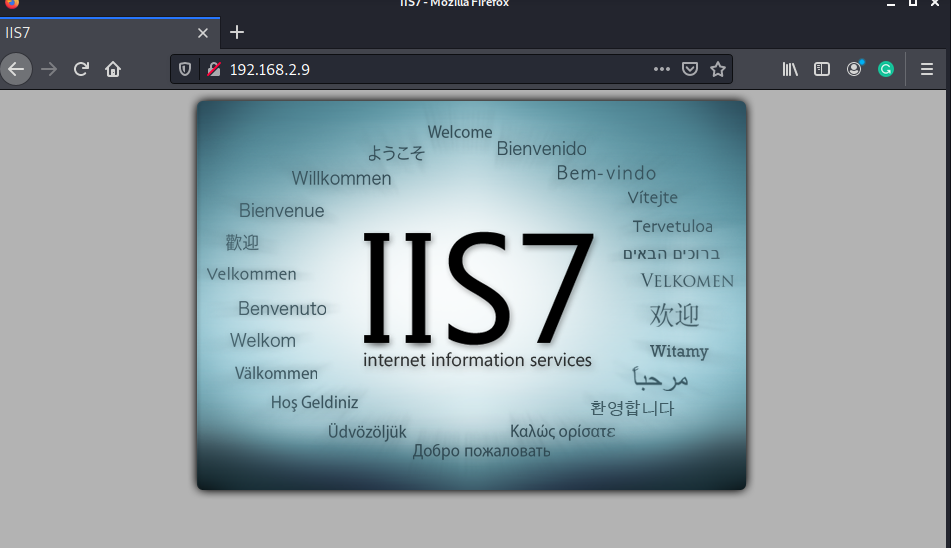 IIS7 - Mozilla Firefox
IIS7
192.168.2.9
Welcome
ようこそ
Bienvenido
Willkommen
Bem-vindo
Vítejte
Bienvenue
Tervetuloa
歡迎
ברוכים הבאים
Velkommen
VELKOMEN
Benvenuto
欢迎
Welkom
Witamy
Välkommen
مرحباً
Hoş Geldiniz
환영합니다
Üdvözöljük
Καλώς ορίσατε
Добро пожаловать
IIS7
internet information services